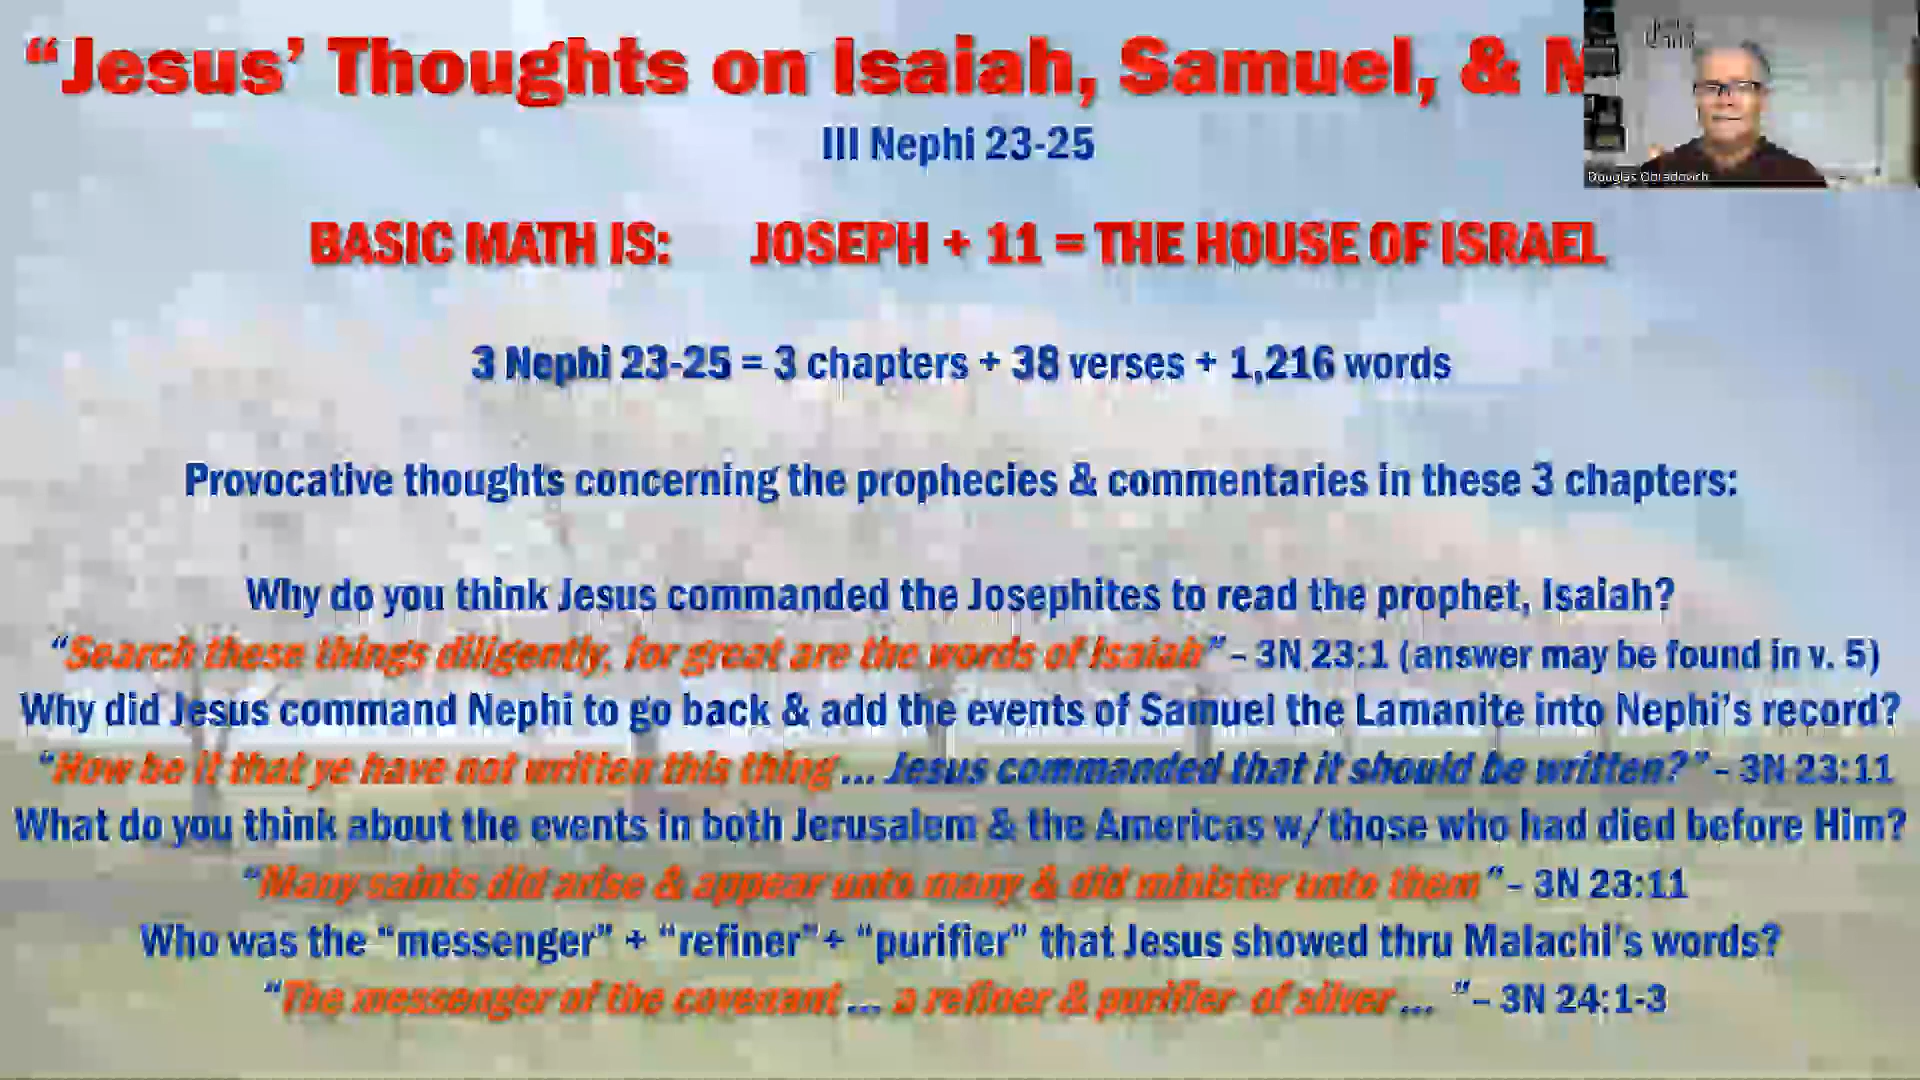 “Jesus’ Thoughts on Isaiah, Samuel, & M
III Nephi 23-25
Douglas Obradovich
BASIC MATH IS: JOSEPH + 11 = THE HOUSE OF ISRAEL
3 Nephi 23-25 = 3 chapters + 38 verses + 1,216 words
Provocative thoughts concerning the prophecies & commentaries in these 3 chapters:
Why do you think Jesus commanded the Josephites to read the prophet, Isaiah?
“Search these things diligently, for great are the words of Isaiah” – 3N 23:1 (answer may be found in v. 5)
Why did Jesus command Nephi to go back & add the events of Samuel the Lamanite into Nephi’s record?
“How be it that ye have not written this thing ... Jesus commanded that it should be written?” – 3N 23:11
What do you think about the events in both Jerusalem & the Americas w/those who had died before Him?
“Many saints did arise & appear unto many & did minister unto them” – 3N 23:11
Who was the “messenger” + “refiner” + “purifier” that Jesus showed thru Malachi’s words?
“The messenger of the covenant ... a refiner & purifier of silver ... ” – 3N 24:1-3